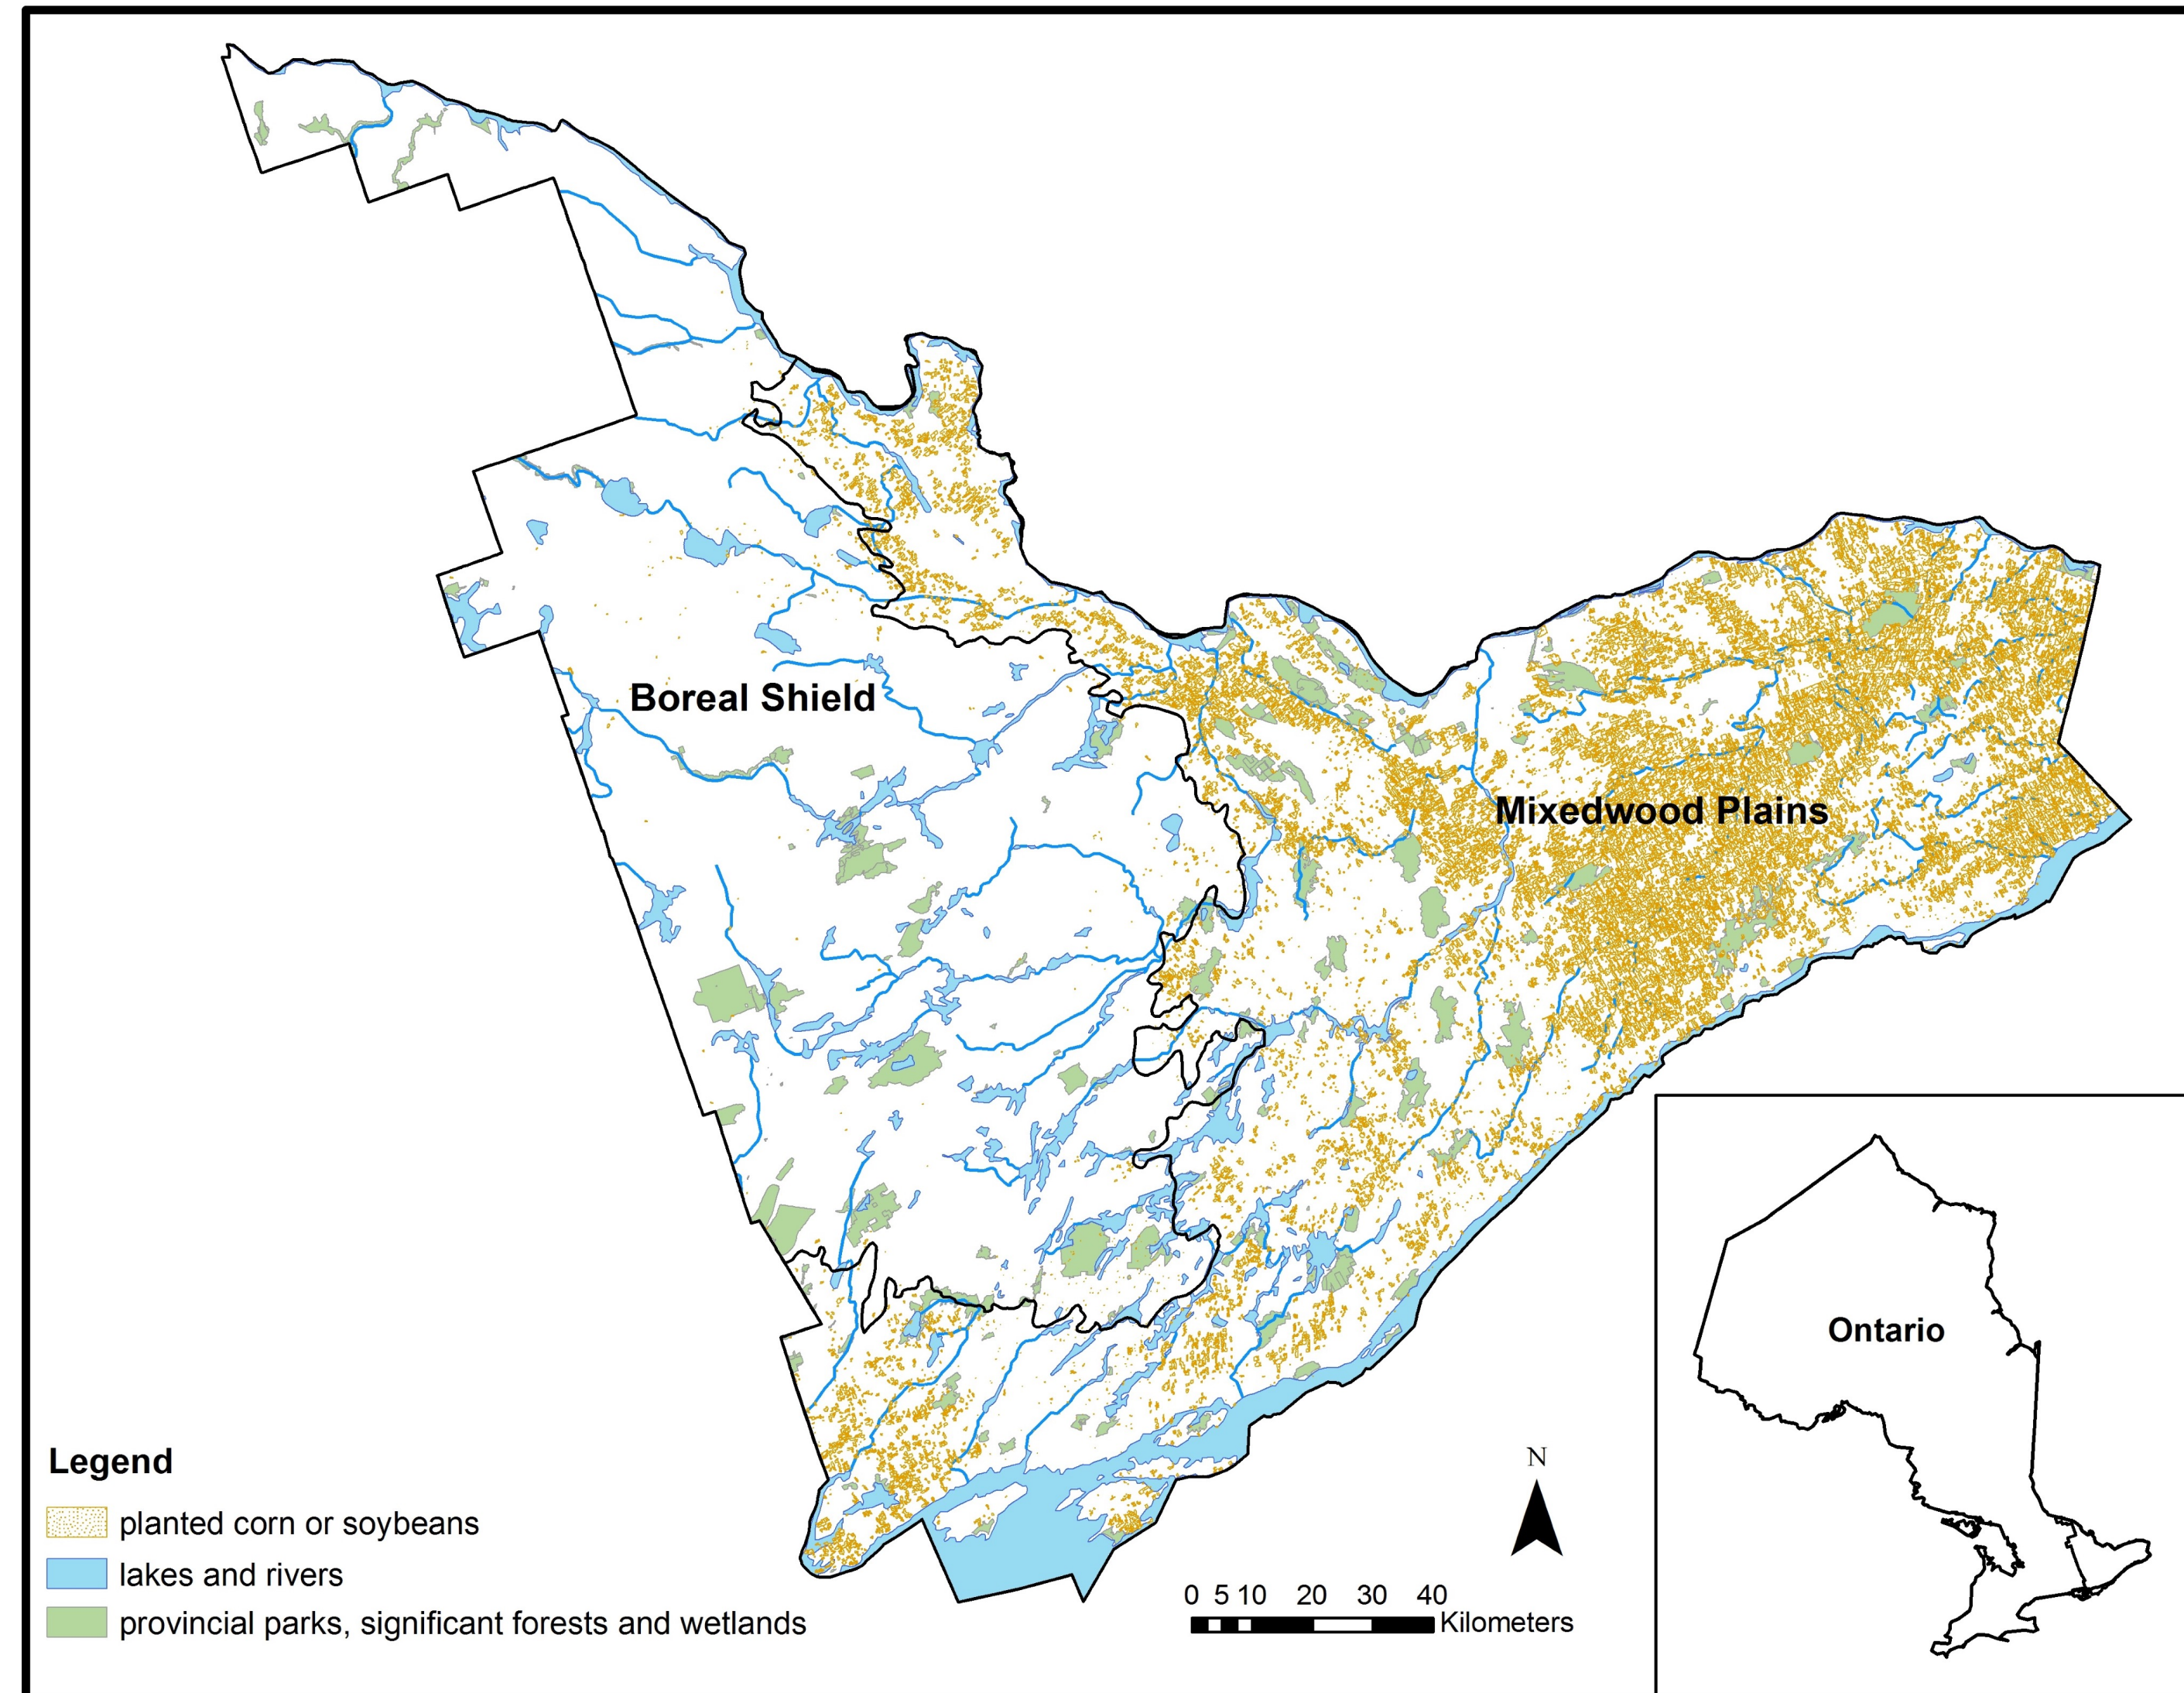 Boreal Shield
Mixedwood Plains
Ontario
Legend
planted corn or soybeans
lakes and rivers
provincial parks, significant forests and wetlands
N
0 5 10 20 30 40
Kilometers